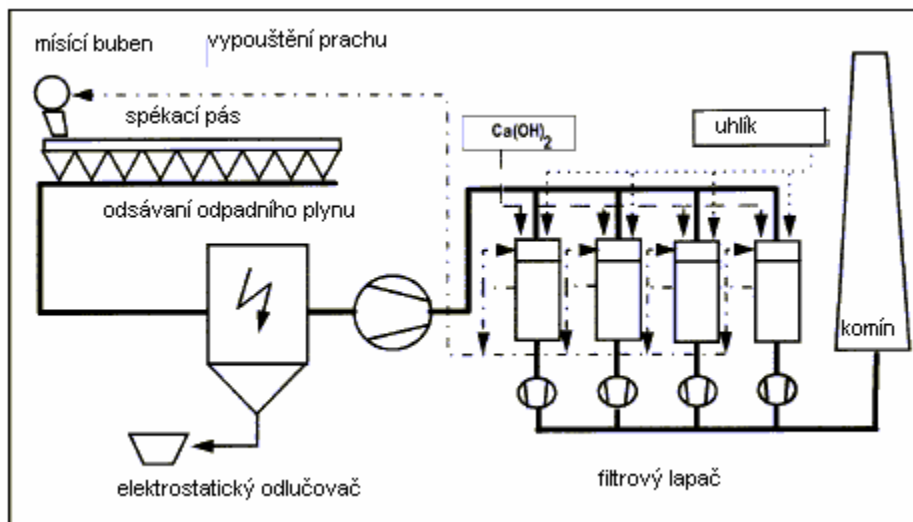 mísící buben
vypouštění prachu
spékací pás
Ca(OH)2
uhlík
odsávaní odpadního plynu
komín
elektrostatický odlučovač
filtrový lapač